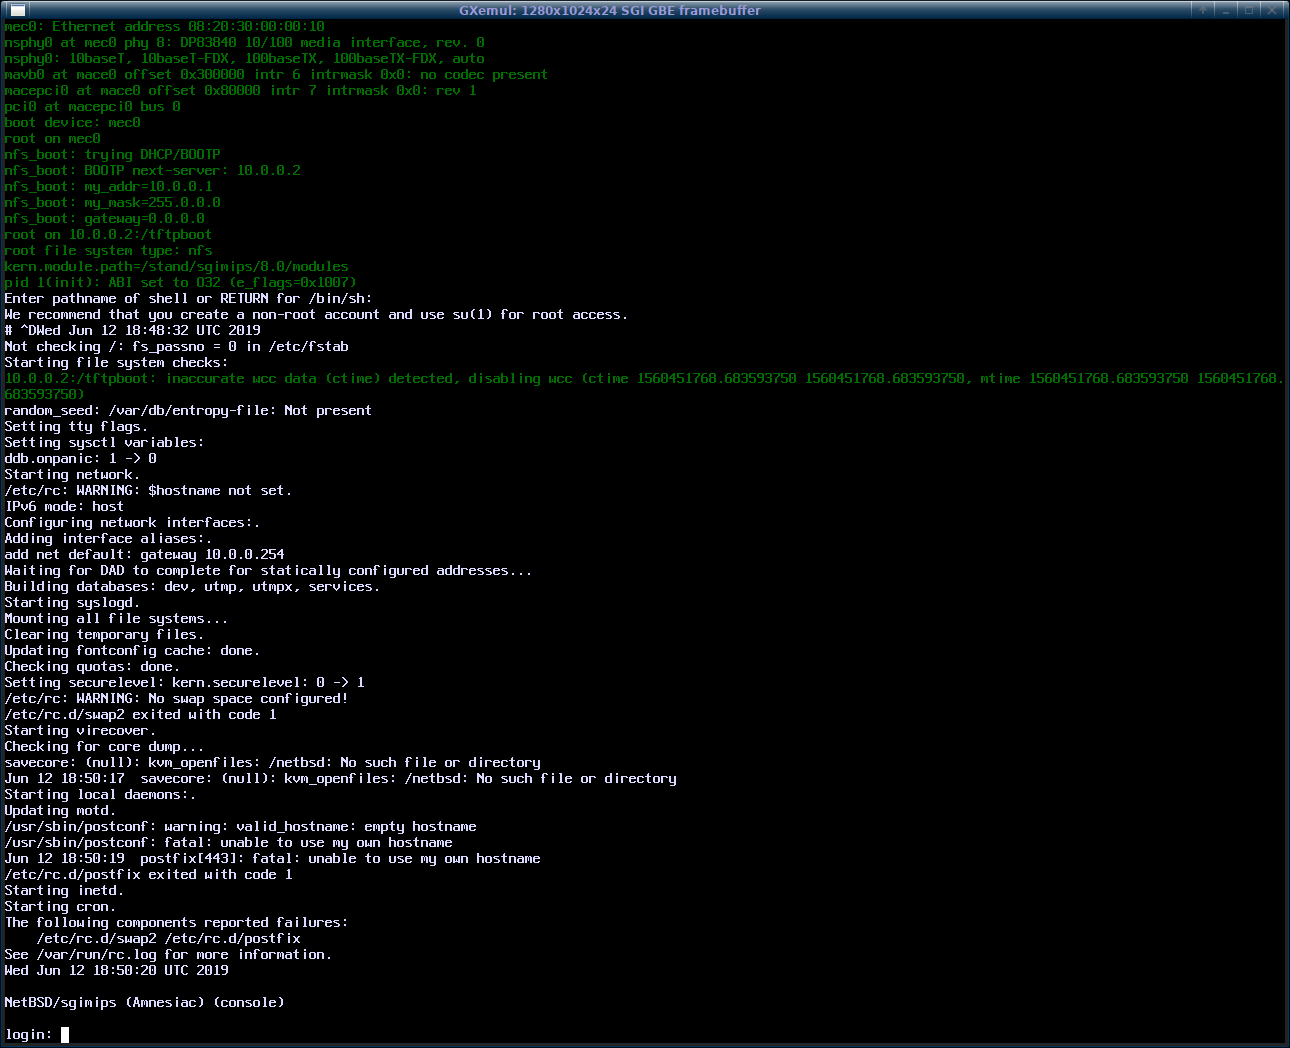 GXemul: 1280x1024x24 SGI GBE framebuffer
mec0: Ethernet address 08:20:30:00:00:10
nsphy0 at mec0 phy 8: DP83840 10/100 media interface, rev. 0
nsphy0: 10baseT, 10baseT-FDX, 100baseTX, 100baseTX-FDX, auto
mavb0 at mace0 offset 0x300000 intr 6 intrmask 0x0: no codec present
macepci0 at mace0 offset 0x80000 intr 7 intrmask 0x0: rev 1
pci0 at macepci0 bus 0
boot device: mec0
root on mec0
nfs_boot: trying DHCP/BOOTP
nfs_boot: BOOTP next-server: 10.0.0.2
nfs_boot: my_addr=10.0.0.1
nfs_boot: my_mask=255.0.0.0
nfs_boot: gateway=0.0.0.0
root on 10.0.0.2:/tftpboot
root file system type: nfs
kern.module.path=/stand/sgimips/8.0/modules
pid 1(init): ABI set to O32 (e_flags=0x1007)
Enter pathname of shell or RETURN for /bin/sh:
We recommend that you create a non-root account and use su(1) for root access.
# ^DWed Jun 12 18:48:32 UTC 2019
Not checking /: fs_passno = 0 in /etc/fstab
Starting file system checks:
10.0.0.2:/tftpboot: inaccurate wcc data (ctime) detected, disabling wcc (ctime 1560451768.683593750 1560451768.683593750, mtime 1560451768.683593750 1560451768.
683593750)
random_seed: /var/db/entropy-file: Not present
Setting tty flags.
Setting sysctl variables:
ddb.onpanic: 1 -> 0
Starting network.
/etc/rc: WARNING: $hostname not set.
IPv6 mode: host
Configuring network interfaces:.
Adding interface aliases:.
add net default: gateway 10.0.0.254
Waiting for DAD to complete for statically configured addresses...
Building databases: dev, utmp, utmpx, services.
Starting syslogd.
Mounting all file systems...
Clearing temporary files.
Updating fontconfig cache: done.
Checking quotas: done.
Setting securelevel: kern.securelevel: 0 -> 1
/etc/rc: WARNING: No swap space configured!
/etc/rc.d/swap2 exited with code 1
Starting virecover.
Checking for core dump...
savecore: (null): kvm_openfiles: /netbsd: No such file or directory
Jun 12 18:50:17  savecore: (null): kvm_openfiles: /netbsd: No such file or directory
Starting local daemons:.
Updating motd.
/usr/sbin/postconf: warning: valid_hostname: empty hostname
/usr/sbin/postconf: fatal: unable to use my own hostname
Jun 12 18:50:19  postfix[443]: fatal: unable to use my own hostname
/etc/rc.d/postfix exited with code 1
Starting inetd.
Starting cron.
The following components reported failures:
    /etc/rc.d/swap2 /etc/rc.d/postfix
See /var/run/rc.log for more information.
Wed Jun 12 18:50:20 UTC 2019
NetBSD/sgimips (Amnesiac) (console)
login: